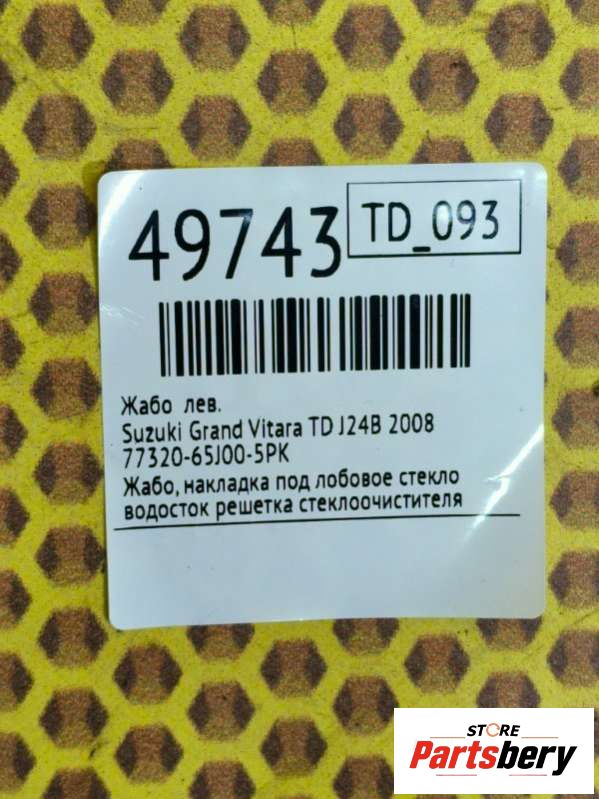 49743
TD_093
Жабо лев.
Suzuki Grand Vitara TD J24B 2008
77320-65J00-5PK
Жабо, накладка под лобовое стекло
водосток решетка стеклоочистителя
STORE
Partsbery